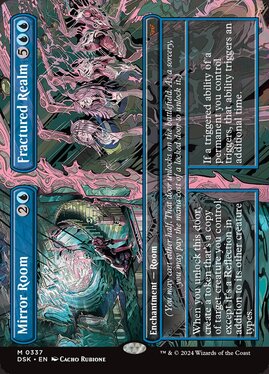 Mirror Room 2
Enchantment — Room
(You may cast either half. That door unlocks on the battlefield. As a sorcery,
you may pay the mana cost of a locked door to unlock it.)
When you unlock this door,
create a token that's a copy
of target creature you control,
except it's a Reflection in
addition to its other creature
types.
Fractured Realm 5
If a triggered ability of a
permanent you control
triggers, that ability triggers an
additional time.
M 0337
DSK • EN CACHO RUBIONE
™ & © 2024 Wizards of the Coast